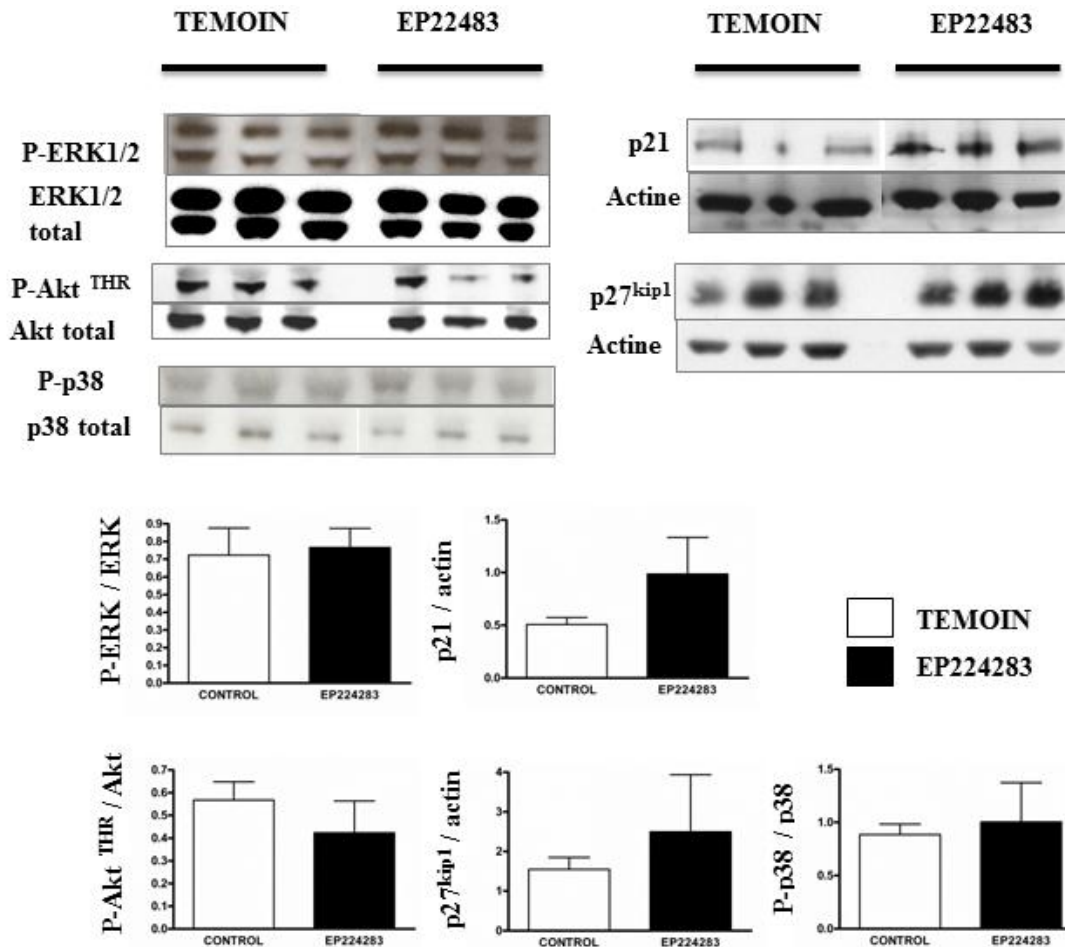 TEMOIN EP22483 TEMOIN EP22483
P-ERK1/2
ERK1/2
total
P-Akt THR
Akt total
P-p38
p38 total
p21
Actine
p27kip1
Actine
P-ERK / ERK
0.9
0.8
0.7
0.6
0.5
0.4
0.3
0.2
0.1
0.0
CONTROL EP224283
p21 / actin
1.5
1.0
0.5
0.0
CONTROL EP224283
TEMOIN
EP224283
P-Akt THR / Akt
0.7
0.6
0.5
0.4
0.3
0.2
0.1
0.0
CONTROL EP224283
p27kip1 / actin
4
3
2
1
0
CONTROL EP224283
P-p38 / p38
1.5
1.0
0.5
0.0
CONTROL EP224283